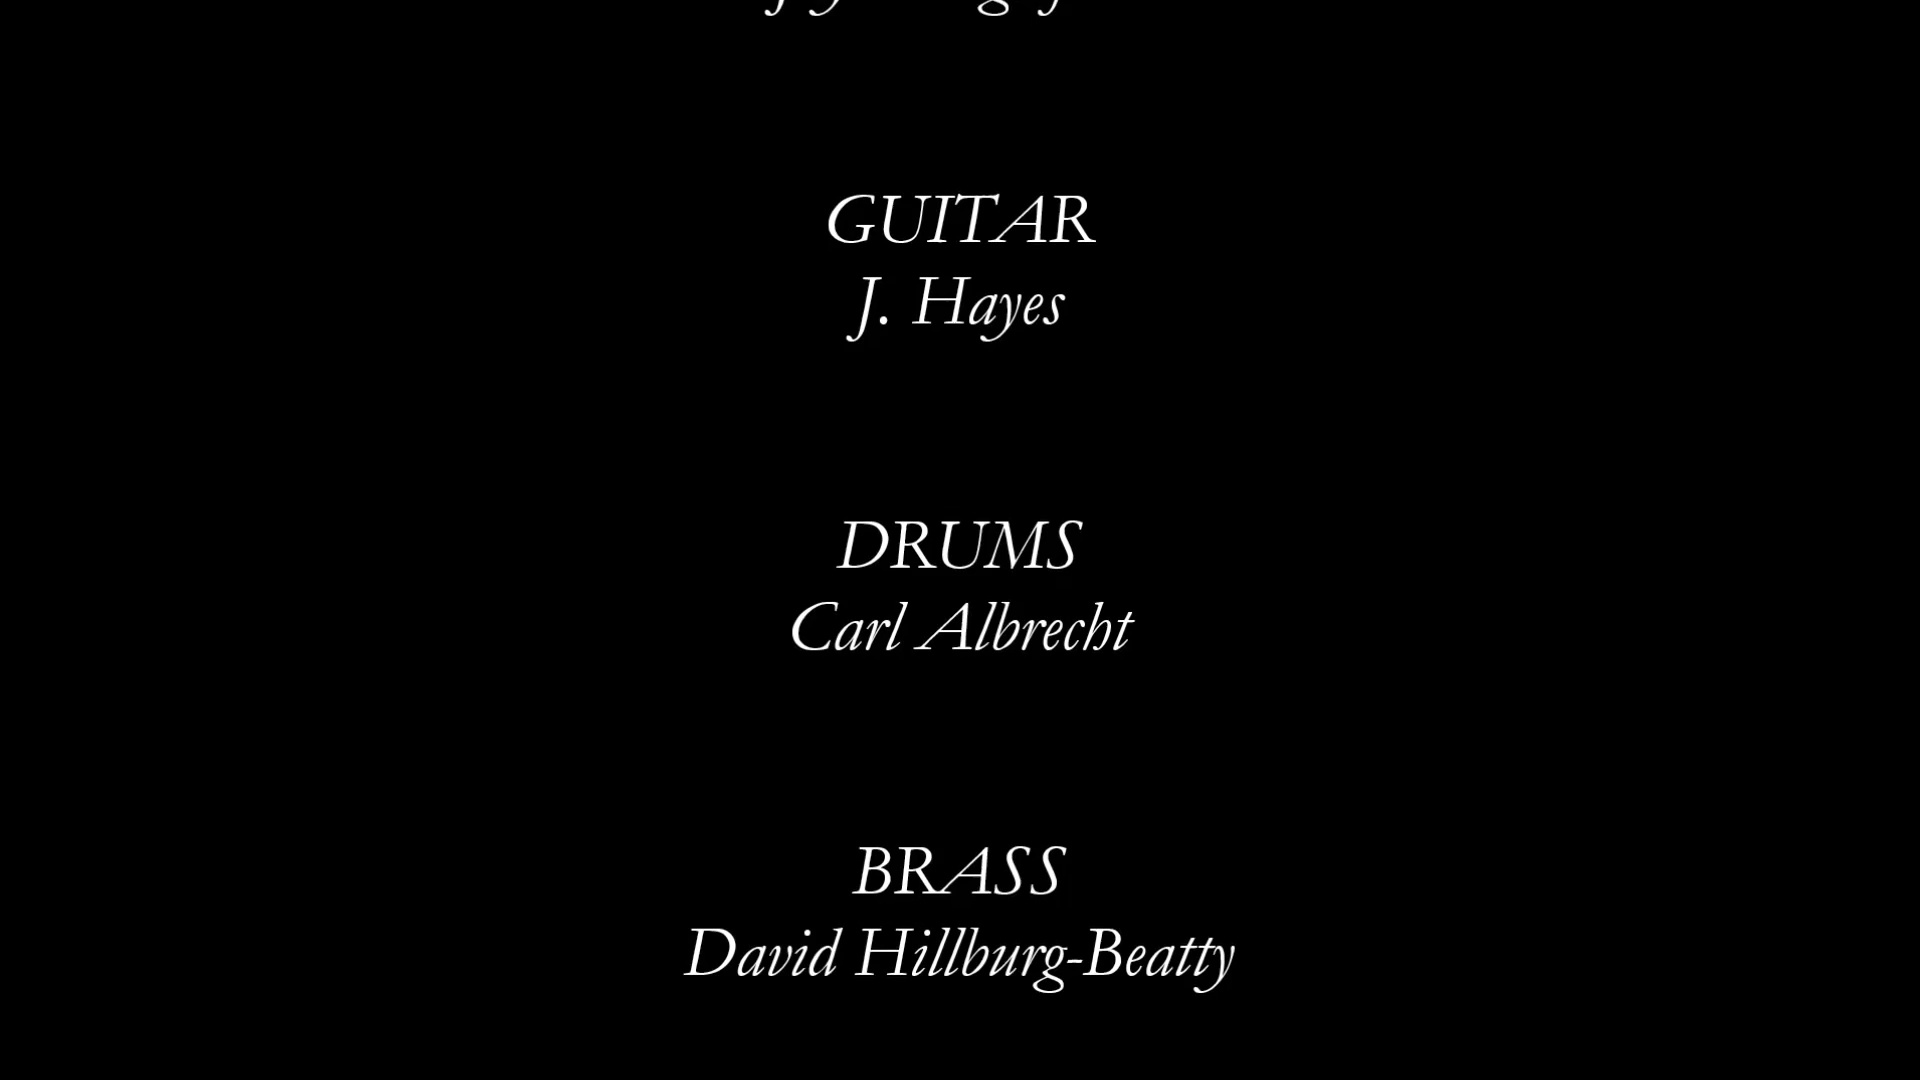 GUITAR
J. Hayes
DRUMS
Carl Albrecht
BRASS
David Hillburg-Beatty